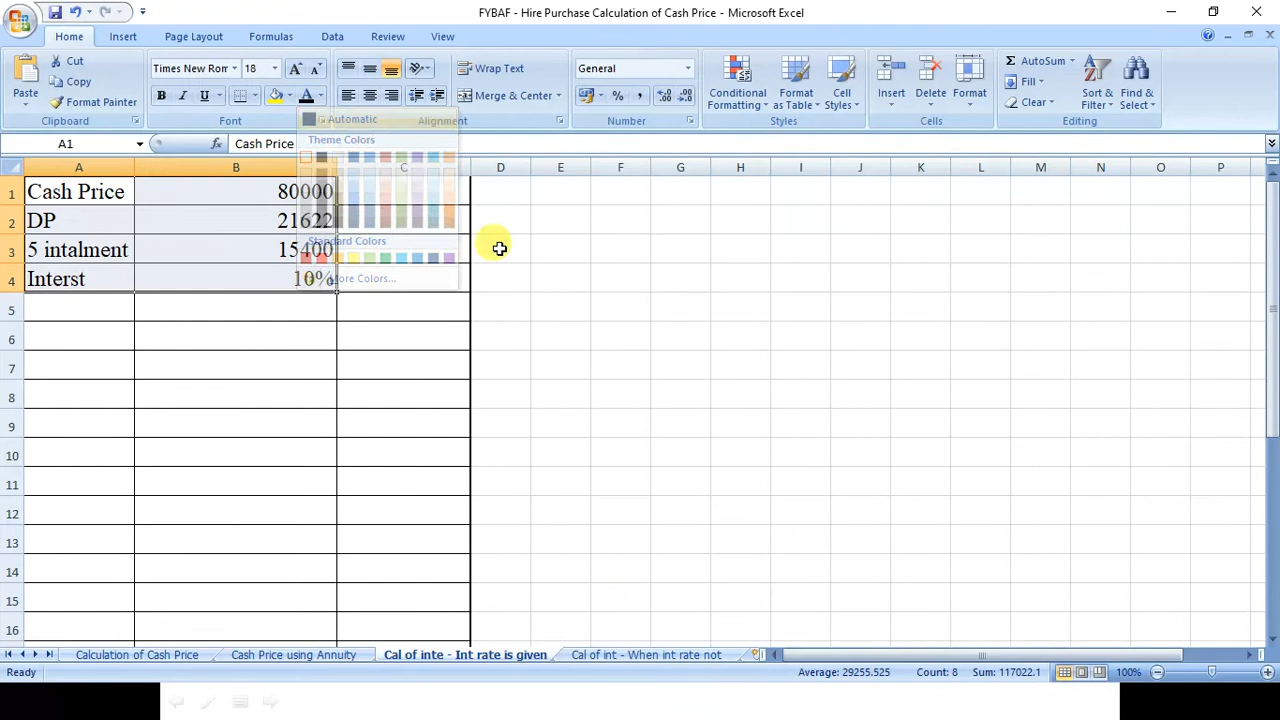 FYBAF - Hire Purchase Calculation of Cash Price - Microsoft Excel
Home Insert Page Layout Formulas Data Review View
Paste
Cut
Copy
Format Painter
Clipboard
Times New Rom 18
B I U A
Font
Wrap Text
Merge & Center
Alignment
General
% ,
Number
Conditional Formatting
Format as Table
Cell Styles
Styles
Insert
Delete
Format
Cells
Σ AutoSum
Fill
Clear
Sort & Filter
Find & Select
Editing
A1 fx Cash Price
Automatic
Theme Colors
Standard Colors
More Colors...
A B C D E F G H I J K L M N O P
1 Cash Price 80000
2 DP 21622
3 5 intalment 15400
4 Interst 10%
5
6
7
8
9
10
11
12
13
14
15
16
Calculation of Cash Price Cash Price using Annuity Cal of inte - Int rate is given Cal of int - When int rate not
Ready Average: 29255.525 Count: 8 Sum: 117022.1 100%